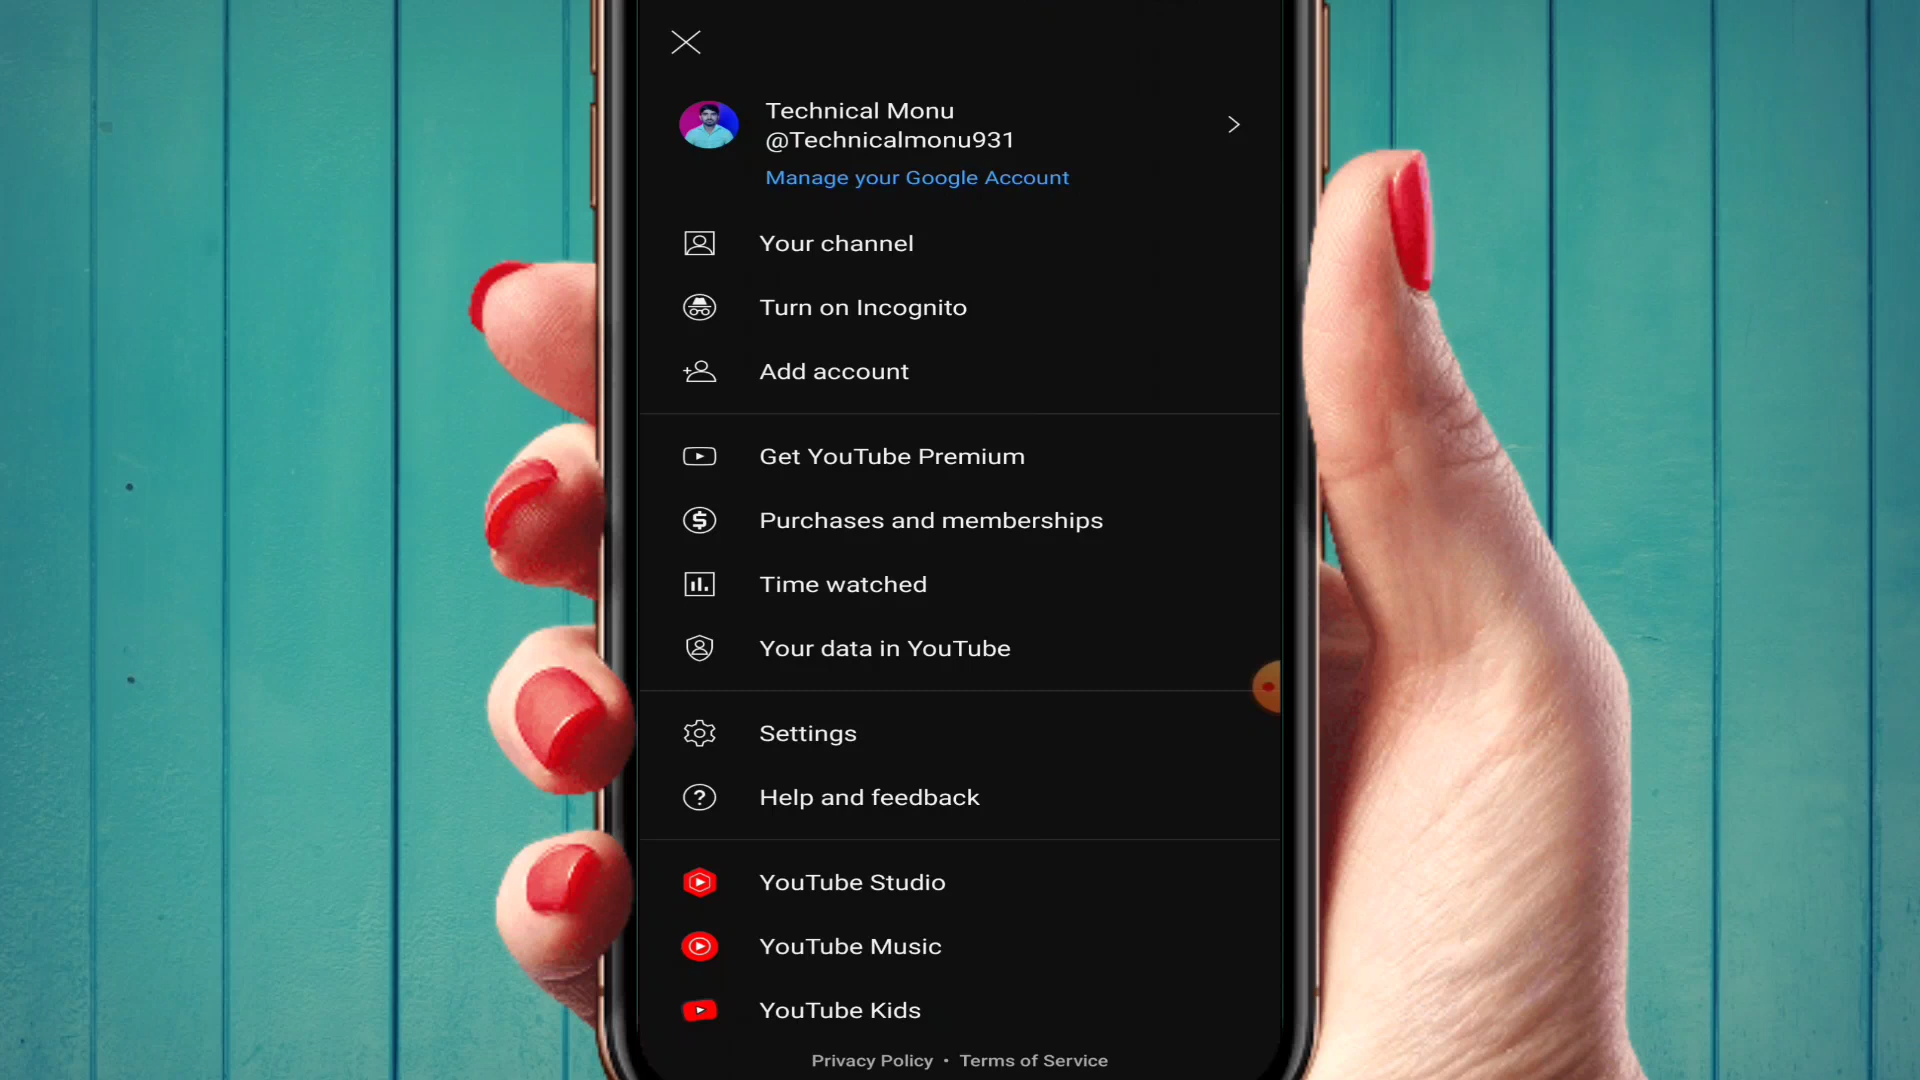 Technical Monu
@Technicalmonu931
Manage your Google Account
Your channel
Turn on Incognito
Add account
Get YouTube Premium
Purchases and memberships
Time watched
Your data in YouTube
Settings
Help and feedback
YouTube Studio
YouTube Music
YouTube Kids
Privacy Policy • Terms of Service